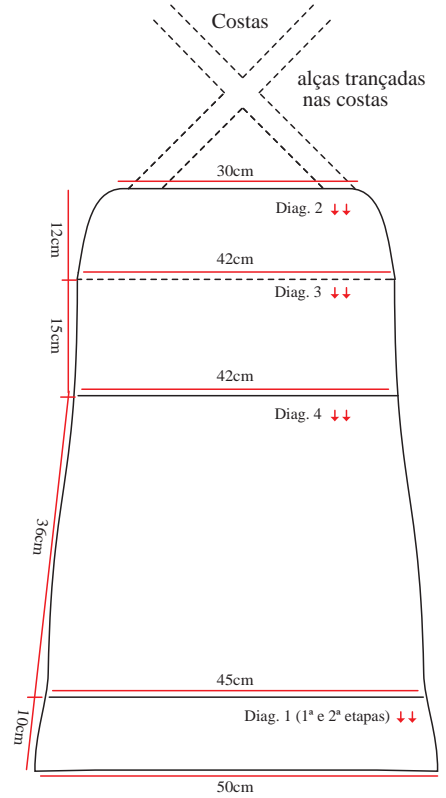 Costas
alças trançadas
nas costas
30cm
Diag. 2
12cm
42cm
Diag. 3
15cm
42cm
Diag. 4
36cm
45cm
Diag. 1 (1ª e 2ª etapas)
10cm
50cm